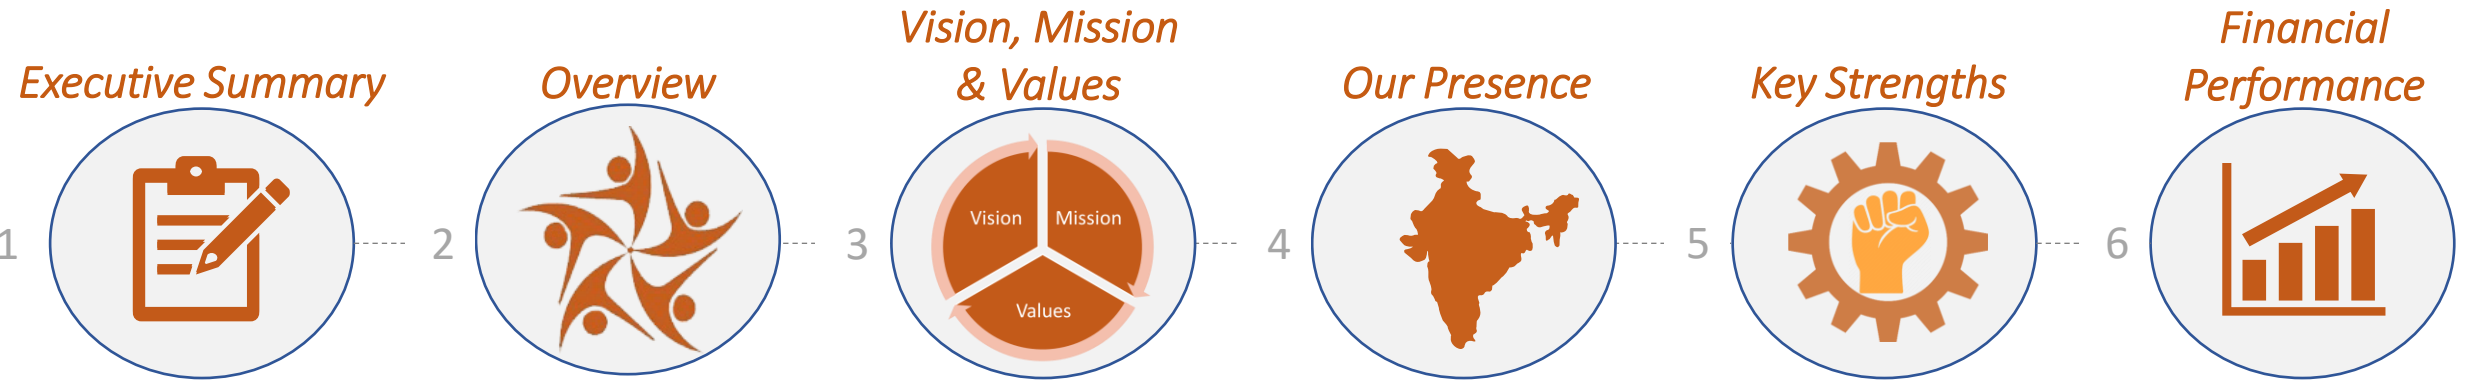 1
Executive Summary
2
Overview
3
Vision, Mission
& Values
Vision
Mission
Values
4
Our Presence
5
Key Strengths
6
Financial
Performance